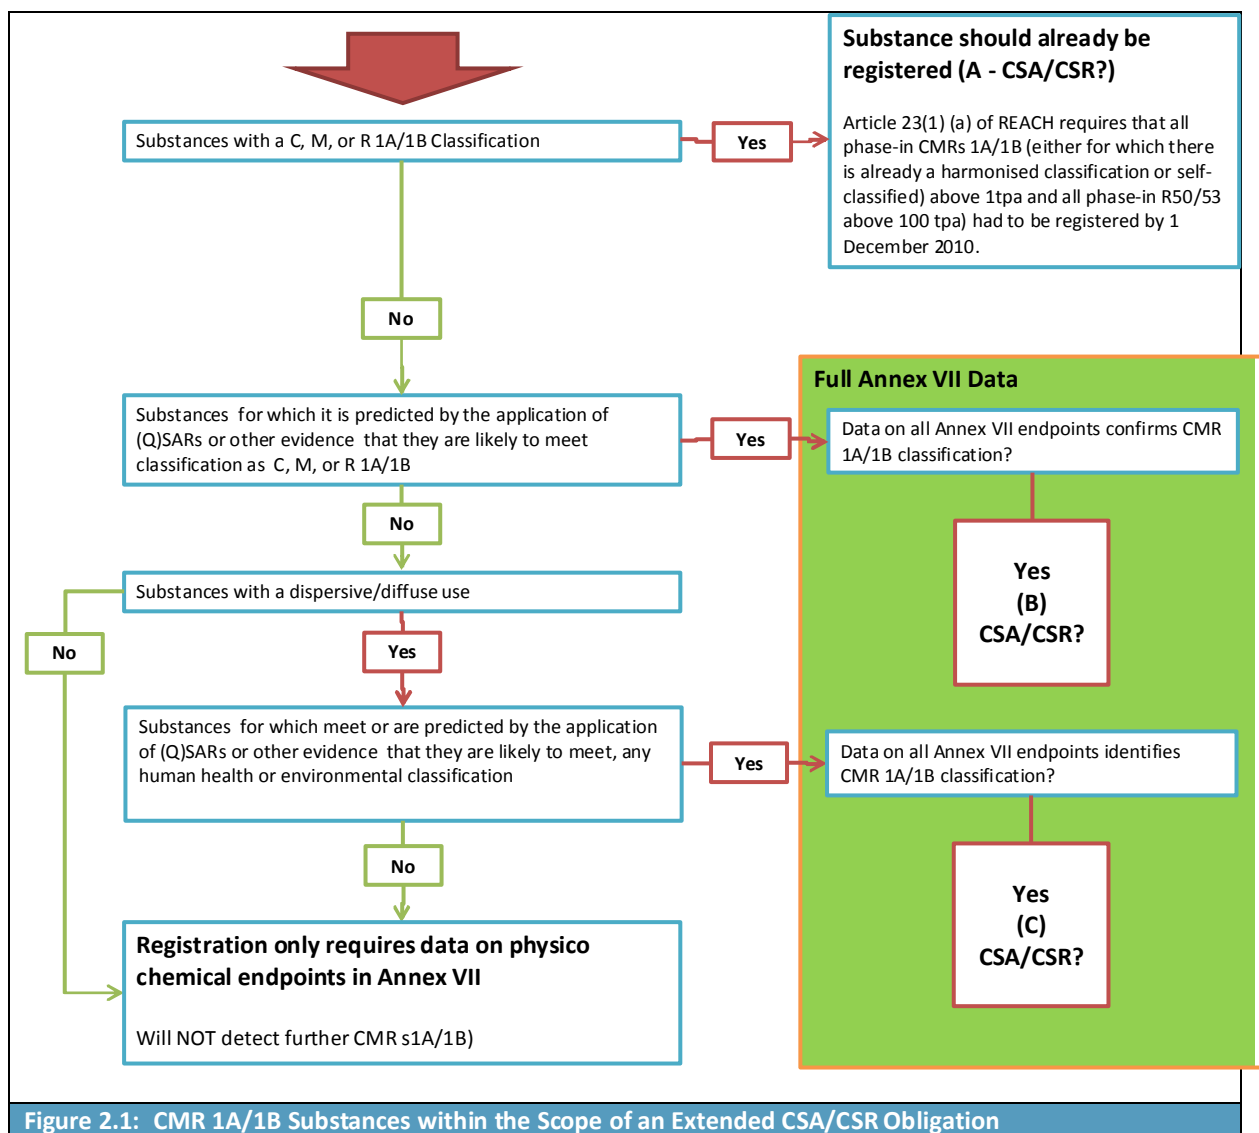 Substance should already be
registered (A - CSA/CSR?)
Article 23(1) (a) of REACH requires that all
phase-in CMRs 1A/1B (either for which there
is already a harmonised classification or self-
classified) above 1tpa and all phase-in R50/53
above 100 tpa) had to be registered by 1
December 2010.
Substances with a C, M, or R 1A/1B Classification
Yes
No
Full Annex VII Data
Substances for which it is predicted by the application of
(Q)SARs or other evidence that they are likely to meet
classification as C, M, or R 1A/1B
Yes
Data on all Annex VII endpoints confirms CMR
1A/1B classification?
No
Yes
(B)
CSA/CSR?
Substances with a dispersive/diffuse use
No
Yes
Substances for which meet or are predicted by the application
of (Q)SARs or other evidence that they are likely to meet, any
human health or environmental classification
Yes
Data on all Annex VII endpoints identifies
CMR 1A/1B classification?
No
Yes
(C)
CSA/CSR?
Registration only requires data on physico
chemical endpoints in Annex VII
Will NOT detect further CMR s1A/1B)
Figure 2.1: CMR 1A/1B Substances within the Scope of an Extended CSA/CSR Obligation